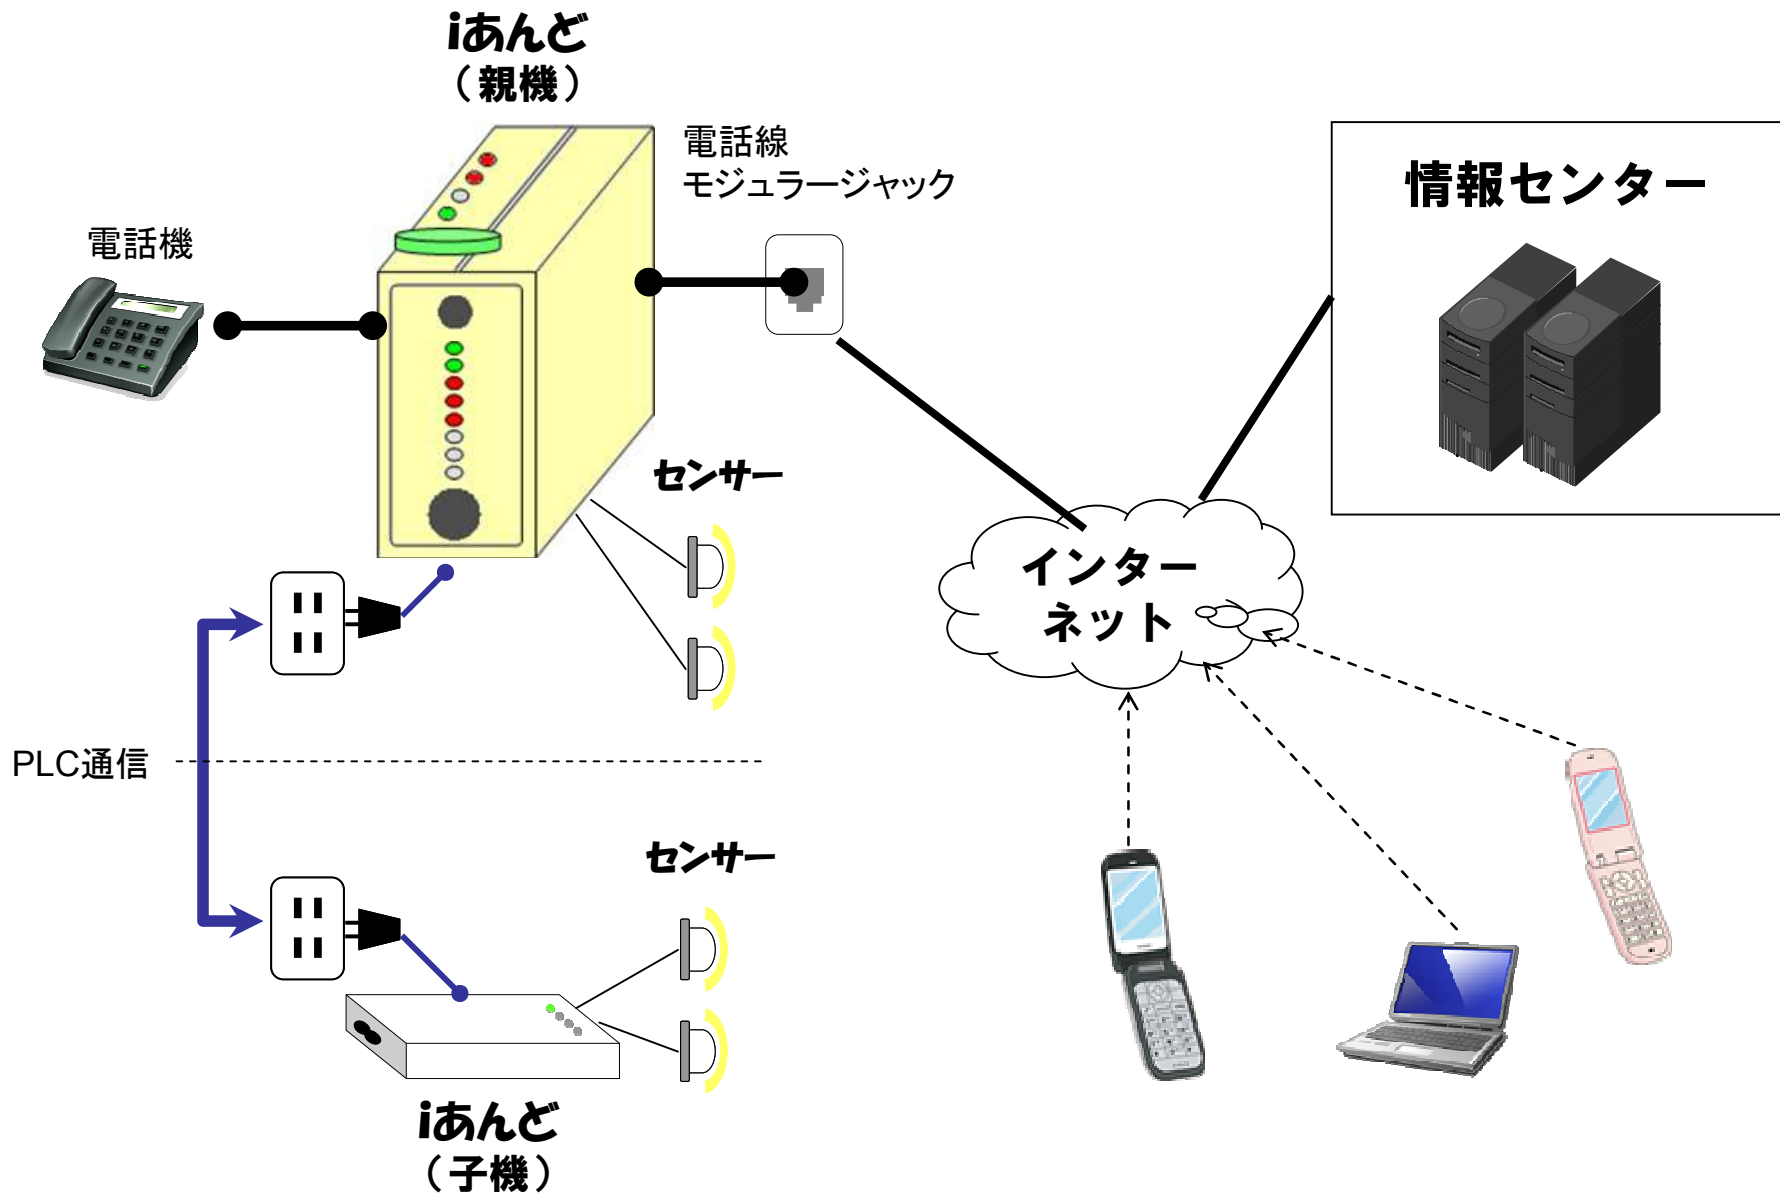 iあんど
（親機）
電話線
モジュラージャック
情報センター
電話機
センサー
インター
ネット
PLC通信
センサー
iあんど
（子機）